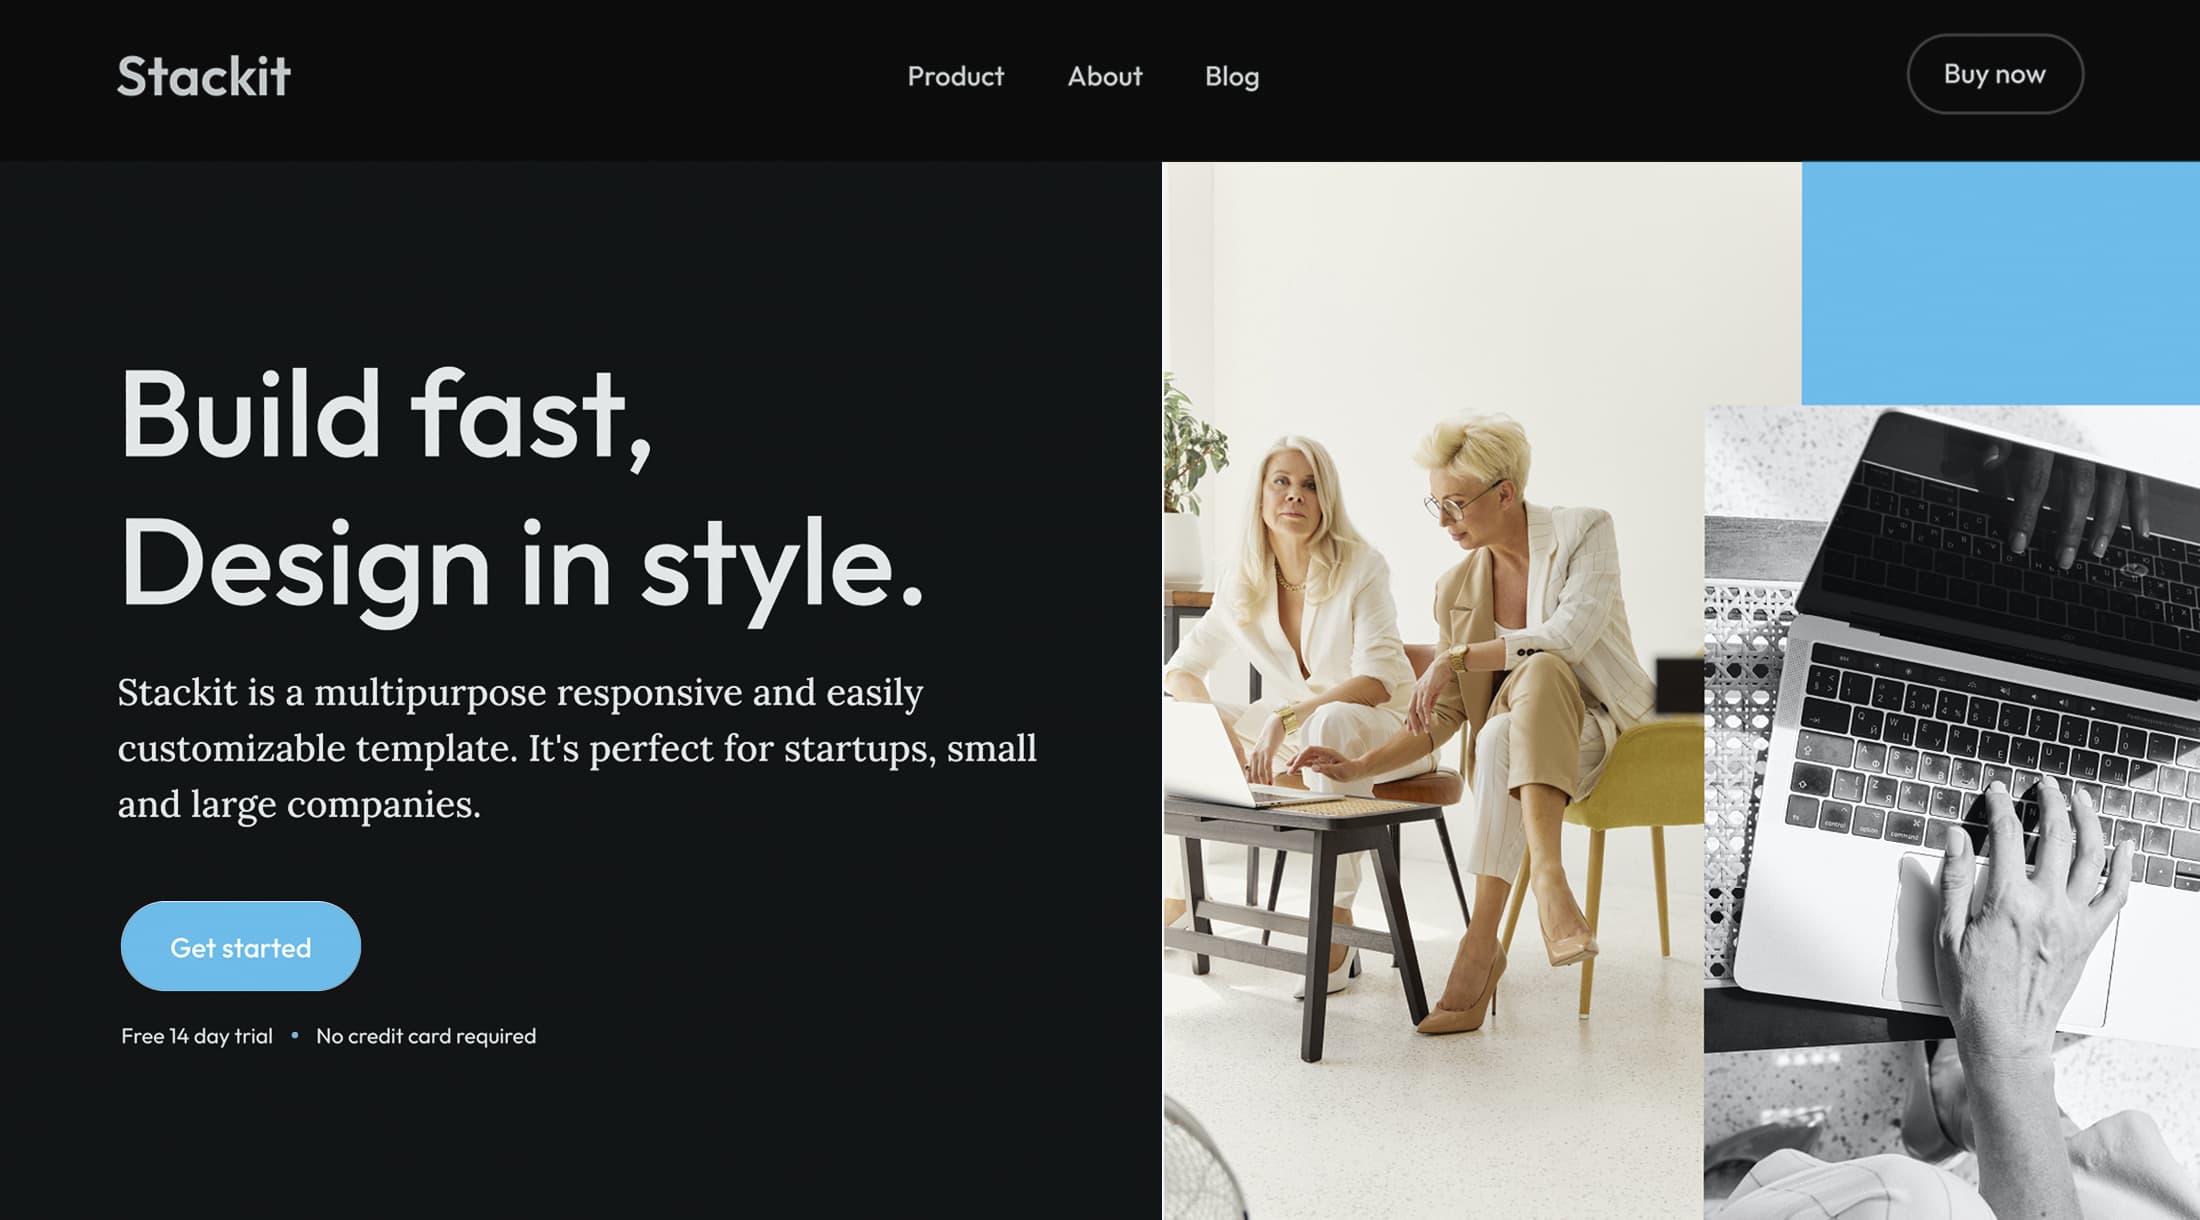 Stackit
Product
About
Blog
Buy now
Build fast,
Design in style.
Stackit is a multipurpose responsive and easily
customizable template. It's perfect for startups, small
and large companies.
Get started
Free 14 day trial • No credit card required